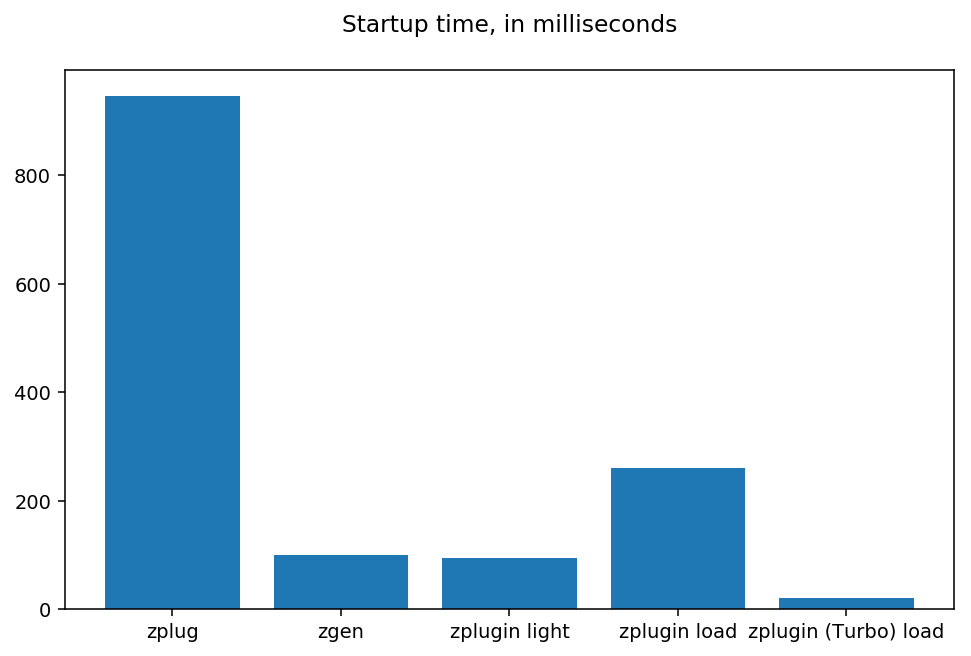 Startup time, in milliseconds
800
600
400
200
0
zplug zgen zplugin light zplugin load zplugin (Turbo) load